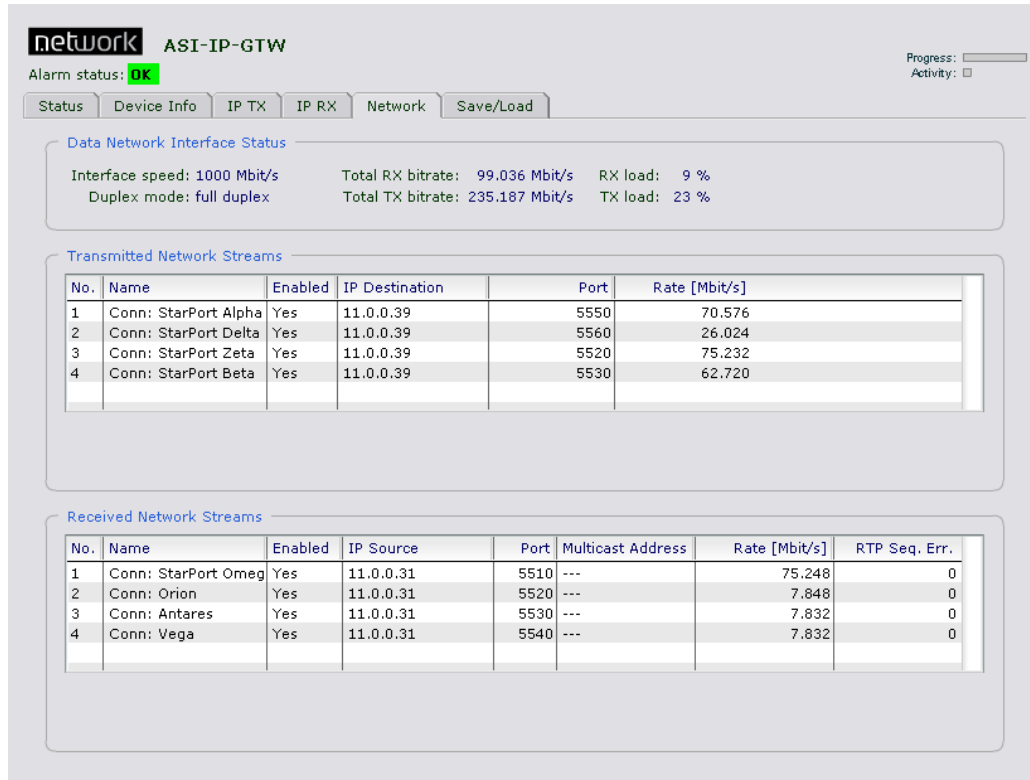 network ASI-IP-GTW
Progress:
Alarm status: OK
Activity:
Status Device Info IP TX IP RX Network Save/Load
Data Network Interface Status
Interface speed: 1000 Mbit/s Total RX bitrate: 99.036 Mbit/s RX load: 9 %
Duplex mode: full duplex Total TX bitrate: 235.187 Mbit/s TX load: 23 %
Transmitted Network Streams
No. Name Enabled IP Destination Port Rate [Mbit/s]
1 Conn: StarPort Alpha Yes 11.0.0.39 5550 70.576
2 Conn: StarPort Delta Yes 11.0.0.39 5560 26.024
3 Conn: StarPort Zeta Yes 11.0.0.39 5520 75.232
4 Conn: StarPort Beta Yes 11.0.0.39 5530 62.720
Received Network Streams
No. Name Enabled IP Source Port Multicast Address Rate [Mbit/s] RTP Seq. Err.
1 Conn: StarPort Omeg Yes 11.0.0.31 5510 --- 75.248 0
2 Conn: Orion Yes 11.0.0.31 5520 --- 7.848 0
3 Conn: Antares Yes 11.0.0.31 5530 --- 7.832 0
4 Conn: Vega Yes 11.0.0.31 5540 --- 7.832 0